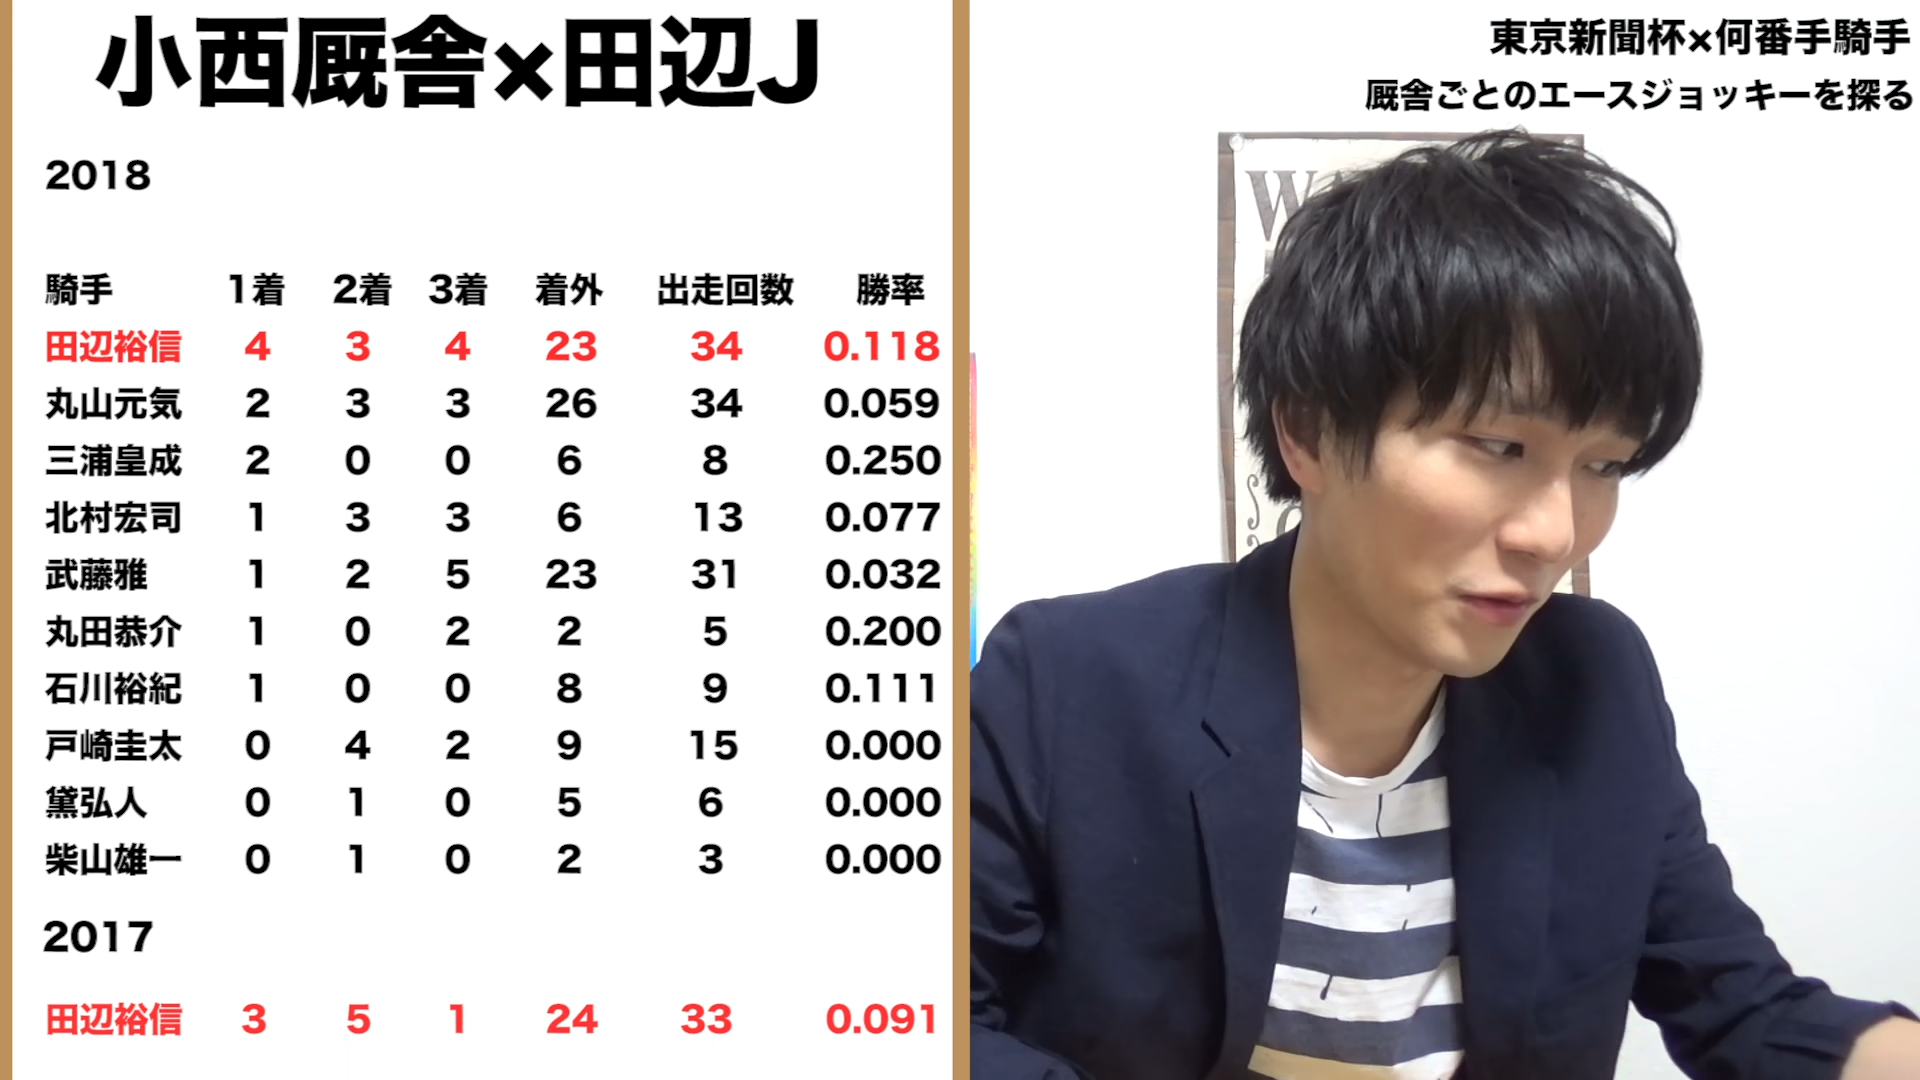 小西厩舎×田辺J
2018
騎手 1着 2着 3着 着外 出走回数 勝率
田辺裕信 4 3 4 23 34 0.118
丸山元気 2 3 3 26 34 0.059
三浦皇成 2 0 0 6 8 0.250
北村宏司 1 3 3 6 13 0.077
武藤雅 1 2 5 23 31 0.032
丸田恭介 1 0 2 2 5 0.200
石川裕紀 1 0 0 8 9 0.111
戸崎圭太 0 4 2 9 15 0.000
黛弘人 0 1 0 5 6 0.000
柴山雄一 0 1 0 2 3 0.000
2017
田辺裕信 3 5 1 24 33 0.091
東京新聞杯×何番手騎手
厩舎ごとのエースジョッキーを探る